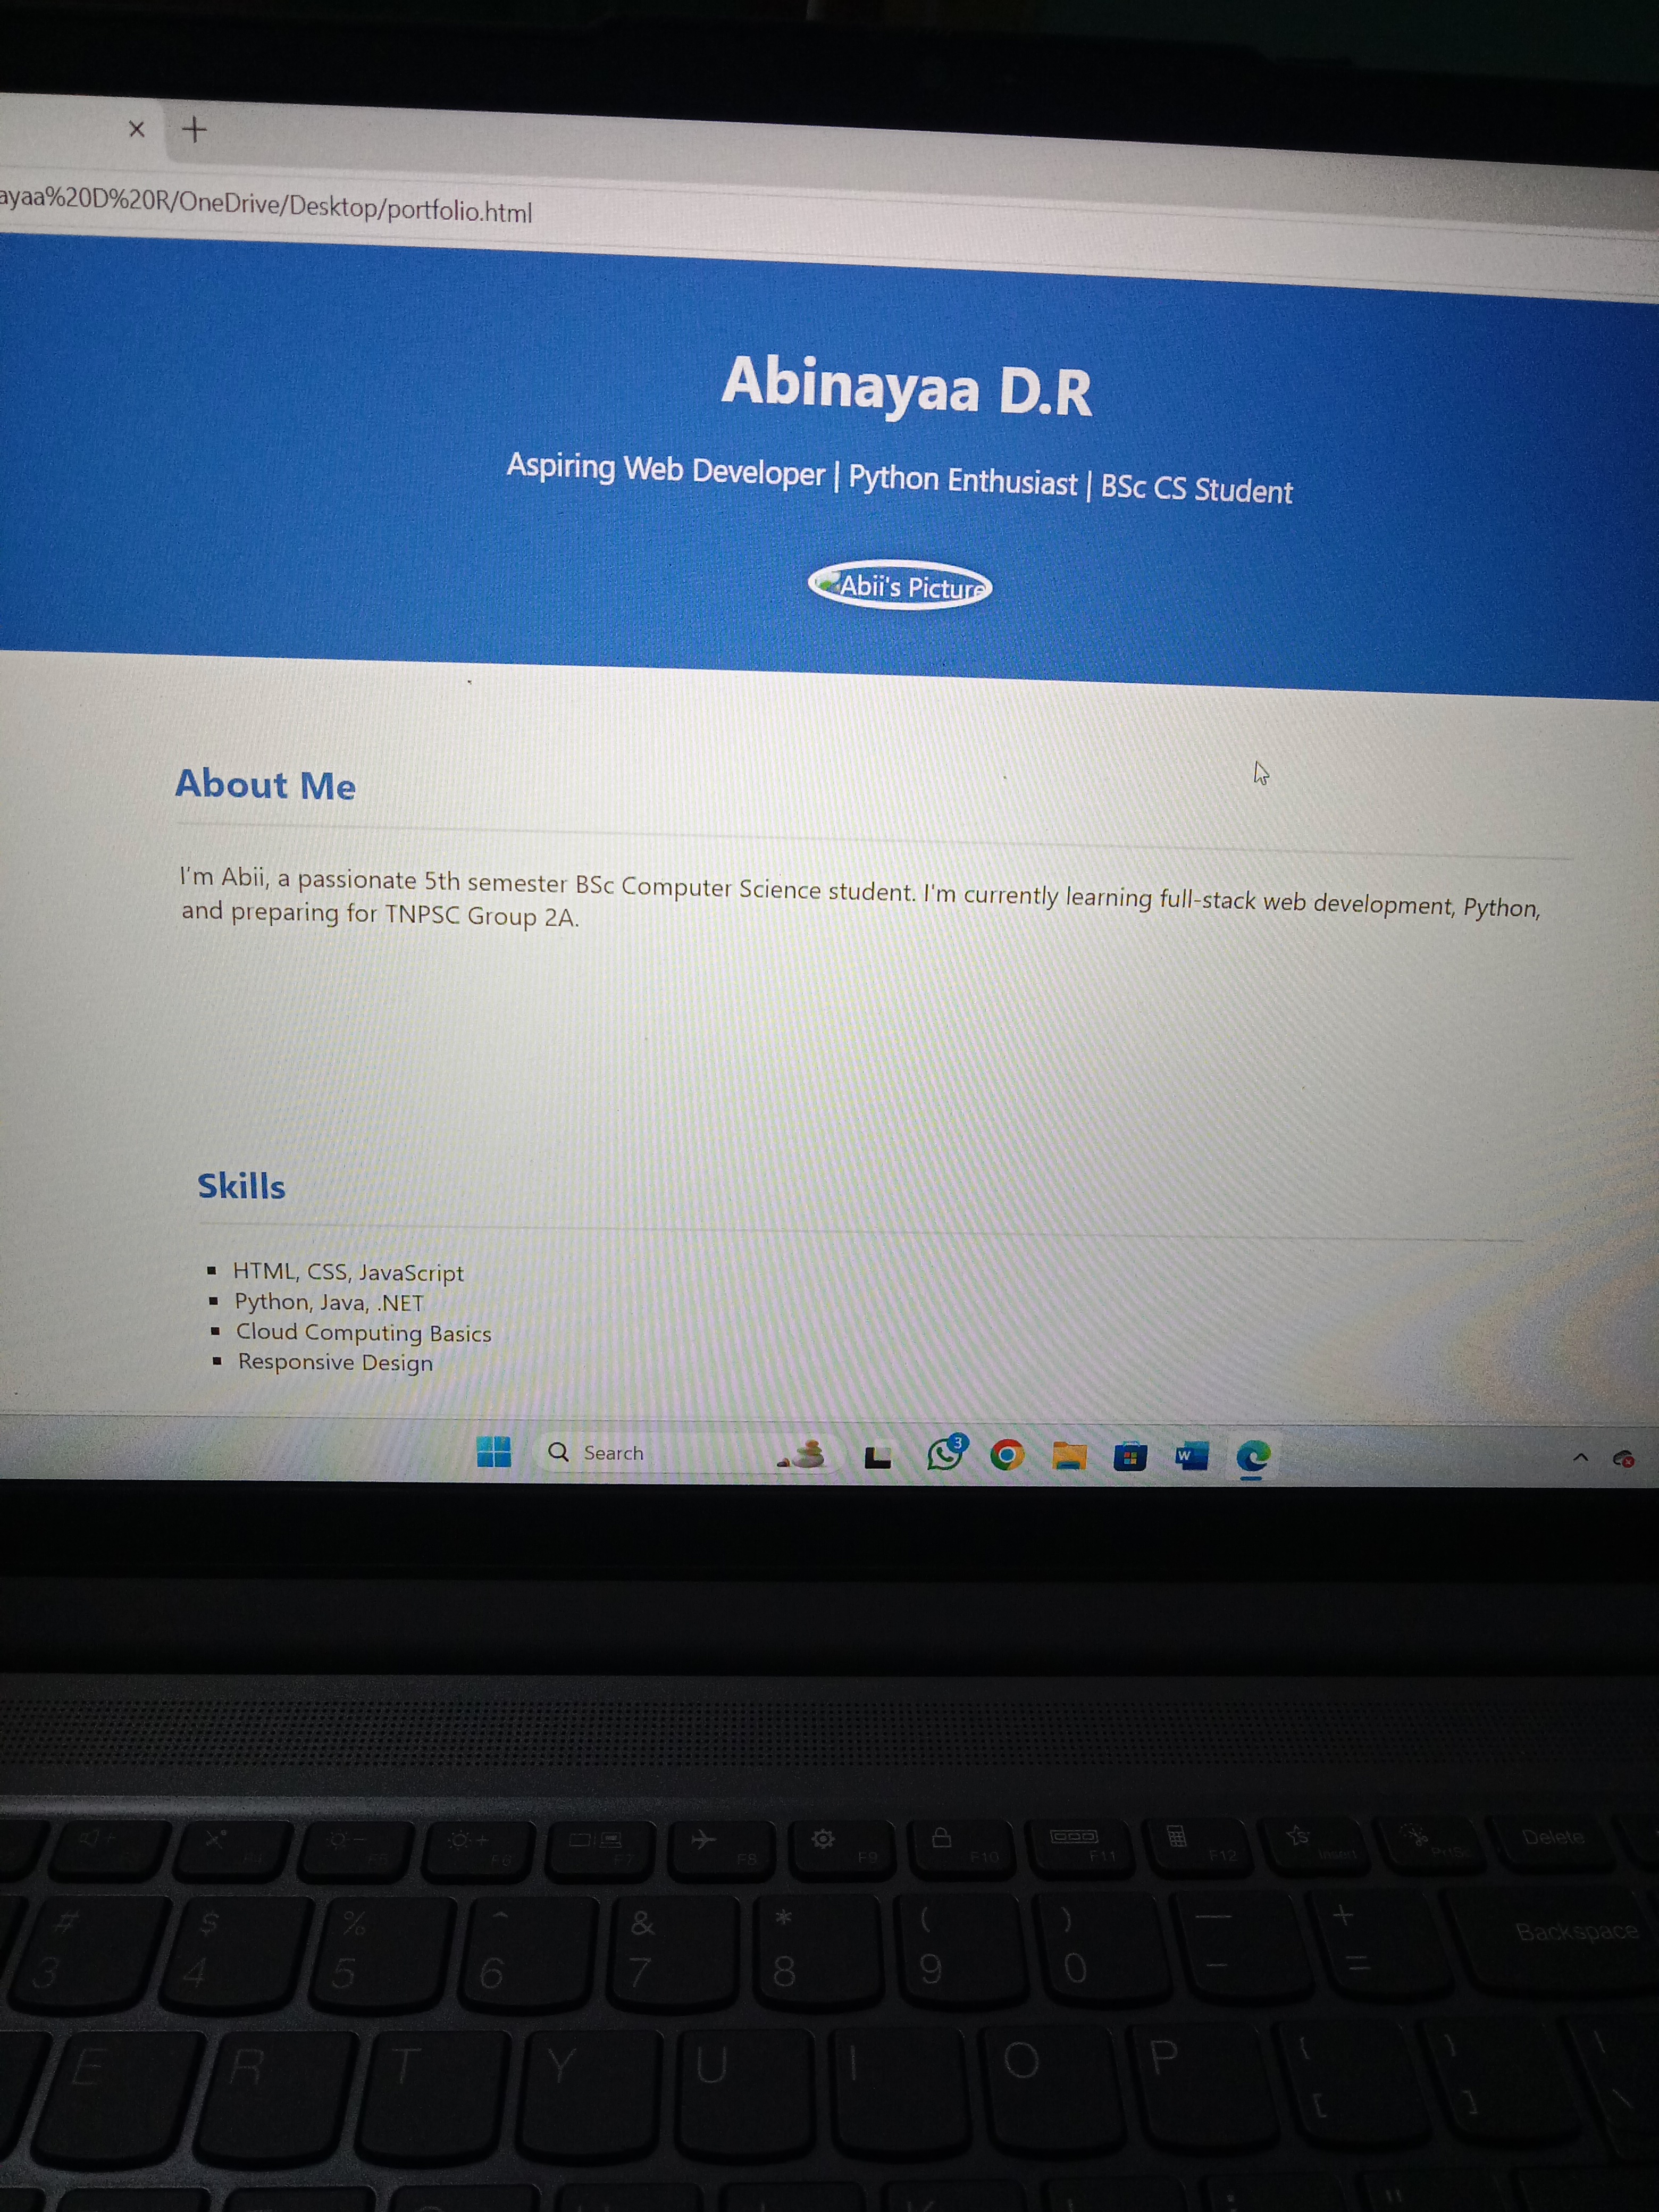 ayaa%20D%20R/OneDrive/Desktop/portfolio.html
Abinayaa D.R
Aspiring Web Developer | Python Enthusiast | BSc CS Student
Abii's Picture
About Me
I'm Abii, a passionate 5th semester BSc Computer Science student. I'm currently learning full-stack web development, Python,
and preparing for TNPSC Group 2A.
Skills
HTML, CSS, JavaScript
Python, Java, .NET
Cloud Computing Basics
Responsive Design
Search
3
W
F7 F8 F9 F10 F11 F12 Insert PrtSc Delete
# $ % ^ & * ( ) — +
3 4 5 6 7 8 9 0 - = Backspace
E R T Y U I O P { }
[ ] \